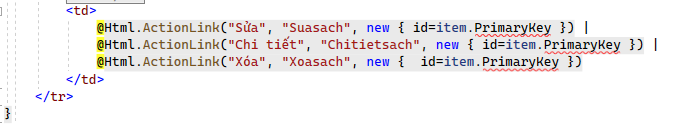 <td>
@Html.ActionLink("Sửa", "Suasach", new { id=item.PrimaryKey }) |
@Html.ActionLink("Chi tiết", "Chitietsach", new { id=item.PrimaryKey }) |
@Html.ActionLink("Xóa", "Xoasach", new {  id=item.PrimaryKey })
</td>
</tr>
}